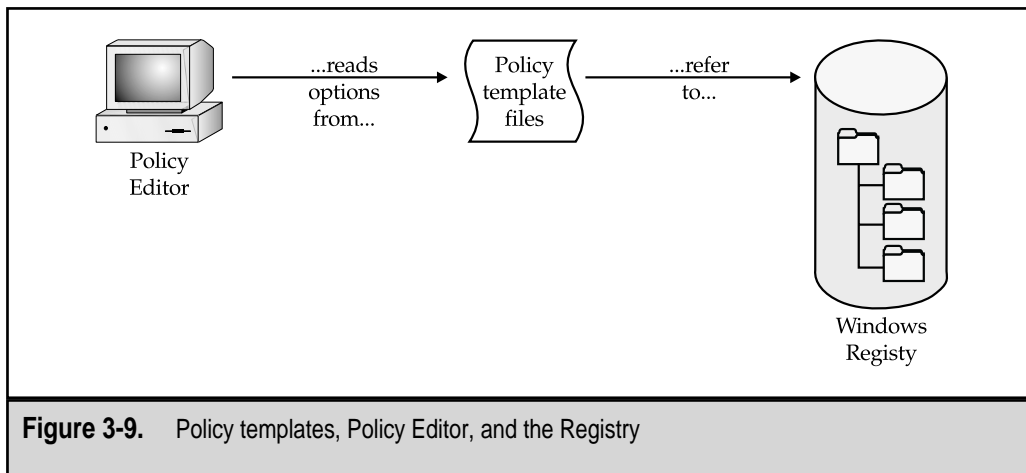 ...reads
options
from...
Policy
template
files
...refer
to...
Policy
Editor
Windows
Registy
Figure 3-9. Policy templates, Policy Editor, and the Registry